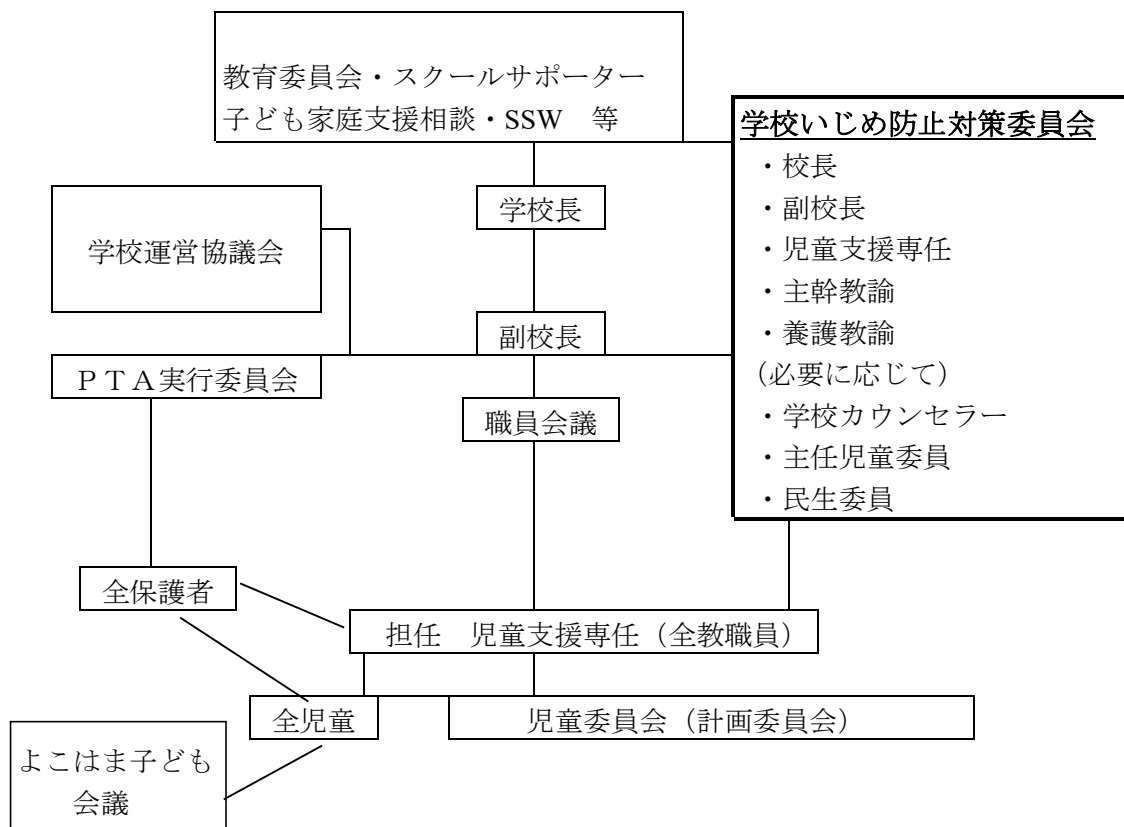 教育委員会・スクールサポーター
子ども家庭支援相談・SSW　等
学校いじめ防止対策委員会
・校長
・副校長
・児童支援専任
・主幹教諭
・養護教諭
（必要に応じて）
・学校カウンセラー
・主任児童委員
・民生委員
学校長
学校運営協議会
副校長
ＰＴＡ実行委員会
職員会議
全保護者
担任　児童支援専任（全教職員）
全児童
児童委員会（計画委員会）
よこはま子ども
会議